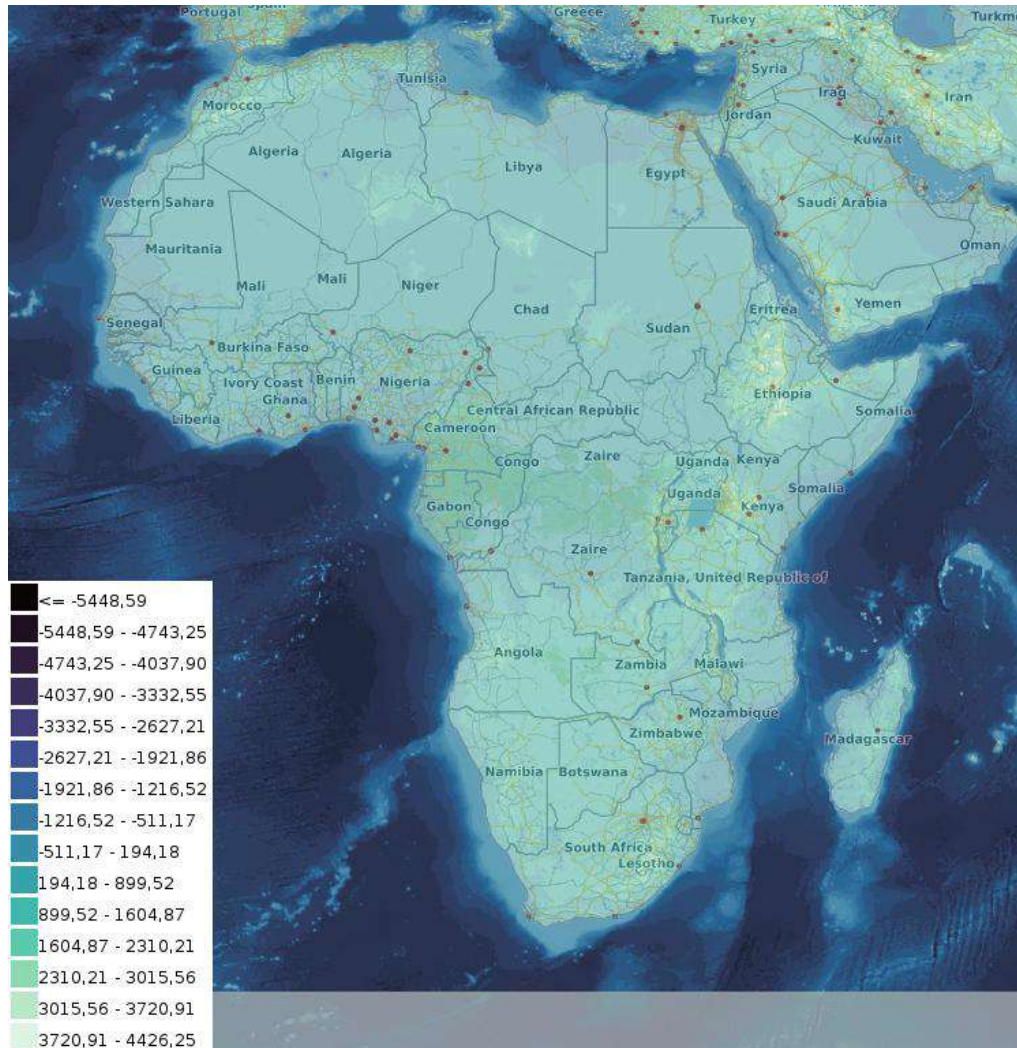 Portugal Spain Greece Turkey Turkm
Tunisia Syria
Morocco Iraq Iran
Jordan
Algeria Algeria Libya Egypt Kuwait
Western Sahara Saudi Arabia
Mauritania Oman
Mali Mali Niger
Chad Eritrea Yemen
Senegal Sudan
Burkina Faso
Guinea
Ivory Coast Benin Nigeria Ethiopia
Ghana Central African Republic Somalia
Liberia Cameroon
Congo Zaire Uganda Kenya
Uganda Somalia
Gabon Kenya
Congo
Zaire
Tanzania, United Republic of
Angola Zambia Malawi
Mozambique
Zimbabwe Madagascar
Namibia Botswana
South Africa
Lesotho
<= -5448,59
-5448,59 - -4743,25
-4743,25 - -4037,90
-4037,90 - -3332,55
-3332,55 - -2627,21
-2627,21 - -1921,86
-1921,86 - -1216,52
-1216,52 - -511,17
-511,17 - 194,18
194,18 - 899,52
899,52 - 1604,87
1604,87 - 2310,21
2310,21 - 3015,56
3015,56 - 3720,91
3720,91 - 4426,25